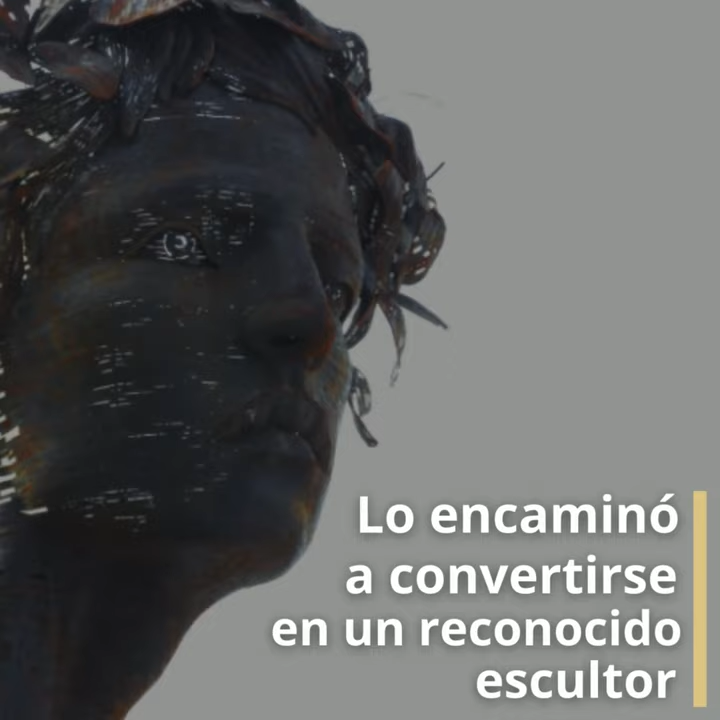 Lo encaminó
a convertirse
en un reconocido
escultor